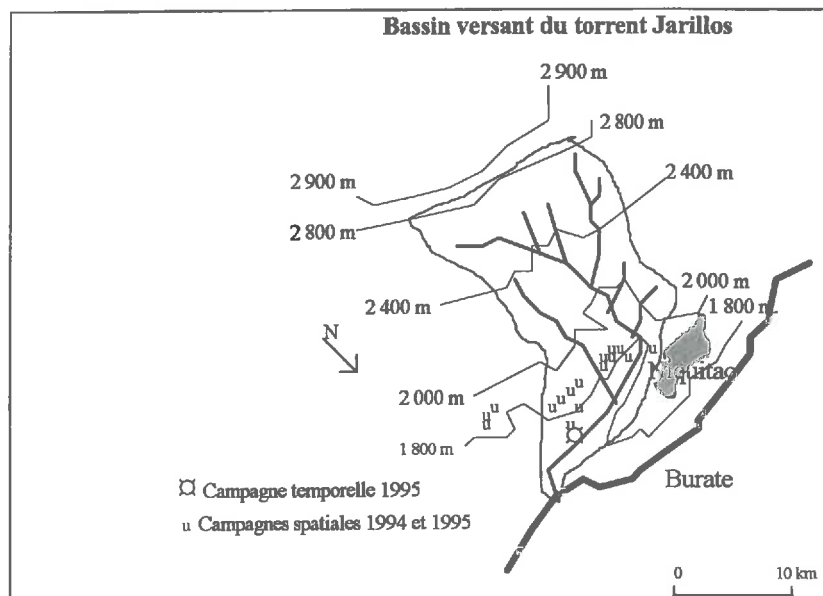 Bassin versant du torrent Jarillos
2 900 m
2 800 m
2 400 m
2 900 m
2 800 m
2 000 m
1 800 m
2 400 m
N
Niquitao
2 000 m
1 800 m
Burate
Campagne temporelle 1995
u Campagnes spatiales 1994 et 1995
0 10 km